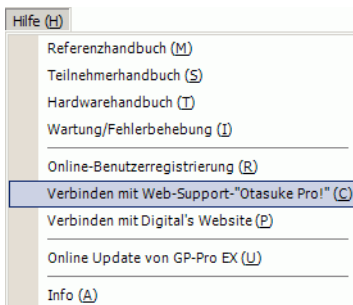 Hilfe (H)
Referenzhandbuch (M)
Teilnehmerhandbuch (S)
Hardwarehandbuch (T)
Wartung/Fehlerbehebung (I)
Online-Benutzerregistrierung (R)
Verbinden mit Web-Support-"Otasuke Pro!" (C)
Verbinden mit Digital's Website (P)
Online Update von GP-Pro EX (U)
Info (A)